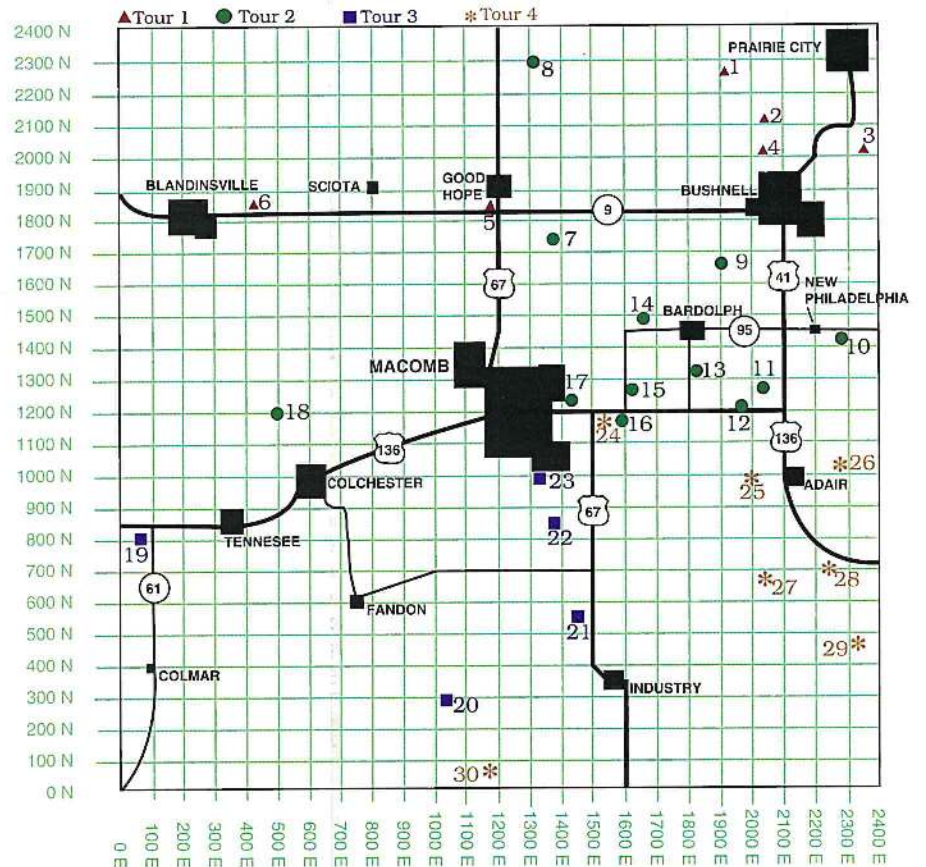 Tour 1 Tour 2 Tour 3 Tour 4
2400 N
2300 N
2200 N
2100 N
2000 N
1900 N
1800 N
1700 N
1600 N
1500 N
1400 N
1300 N
1200 N
1100 N
1000 N
900 N
800 N
700 N
600 N
500 N
400 N
300 N
200 N
100 N
0 N
PRAIRIE CITY
8
1
2
3
4
BLANDINSVILLE
SCIOTA
GOOD
HOPE
BUSHNELL
6
5
9
7
9
67
41
NEW
PHILADELPHIA
14
BARDOLPH
95
10
MACOMB
13
11
17
15
12
18
16
24
136
136
COLCHESTER
23
26
25
ADAIR
67
22
TENNESEE
19
28
27
61
FANDON
21
29
COLMAR
INDUSTRY
20
30
0 E
100 E
200 E
300 E
400 E
500 E
600 E
700 E
800 E
900 E
1000 E
1100 E
1200 E
1300 E
1400 E
1500 E
1600 E
1700 E
1800 E
1900 E
2000 E
2100 E
2200 E
2300 E
2400 E